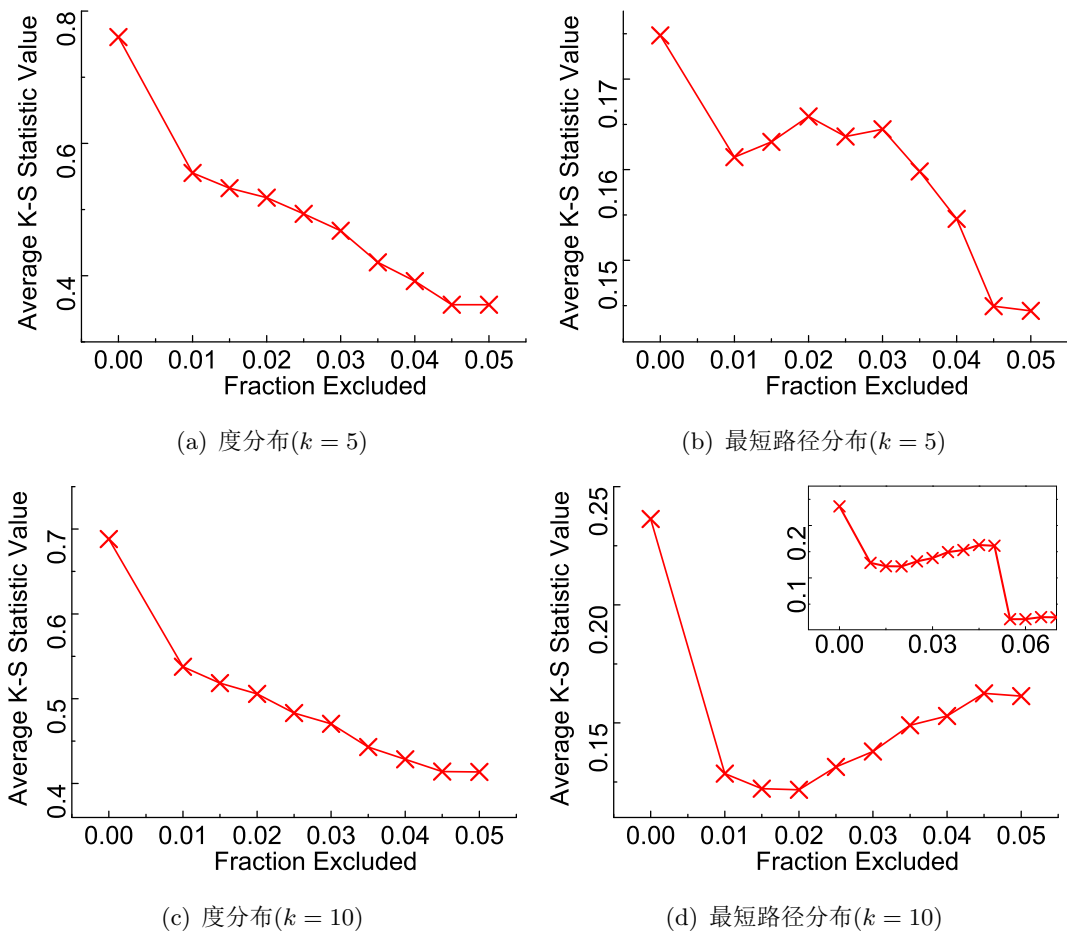 Average K-S Statistic Value
0.8
0.6
0.4
0.00 0.01 0.02 0.03 0.04 0.05
Fraction Excluded
(a) 度分布(k = 5)
Average K-S Statistic Value
0.17
0.16
0.15
0.00 0.01 0.02 0.03 0.04 0.05
Fraction Excluded
(b) 最短路径分布(k = 5)
Average K-S Statistic Value
0.7
0.6
0.5
0.4
0.00 0.01 0.02 0.03 0.04 0.05
Fraction Excluded
(c) 度分布(k = 10)
Average K-S Statistic Value
0.25
0.20
0.15
0.00 0.01 0.02 0.03 0.04 0.05
Fraction Excluded
0.2
0.1
0.00 0.03 0.06
(d) 最短路径分布(k = 10)